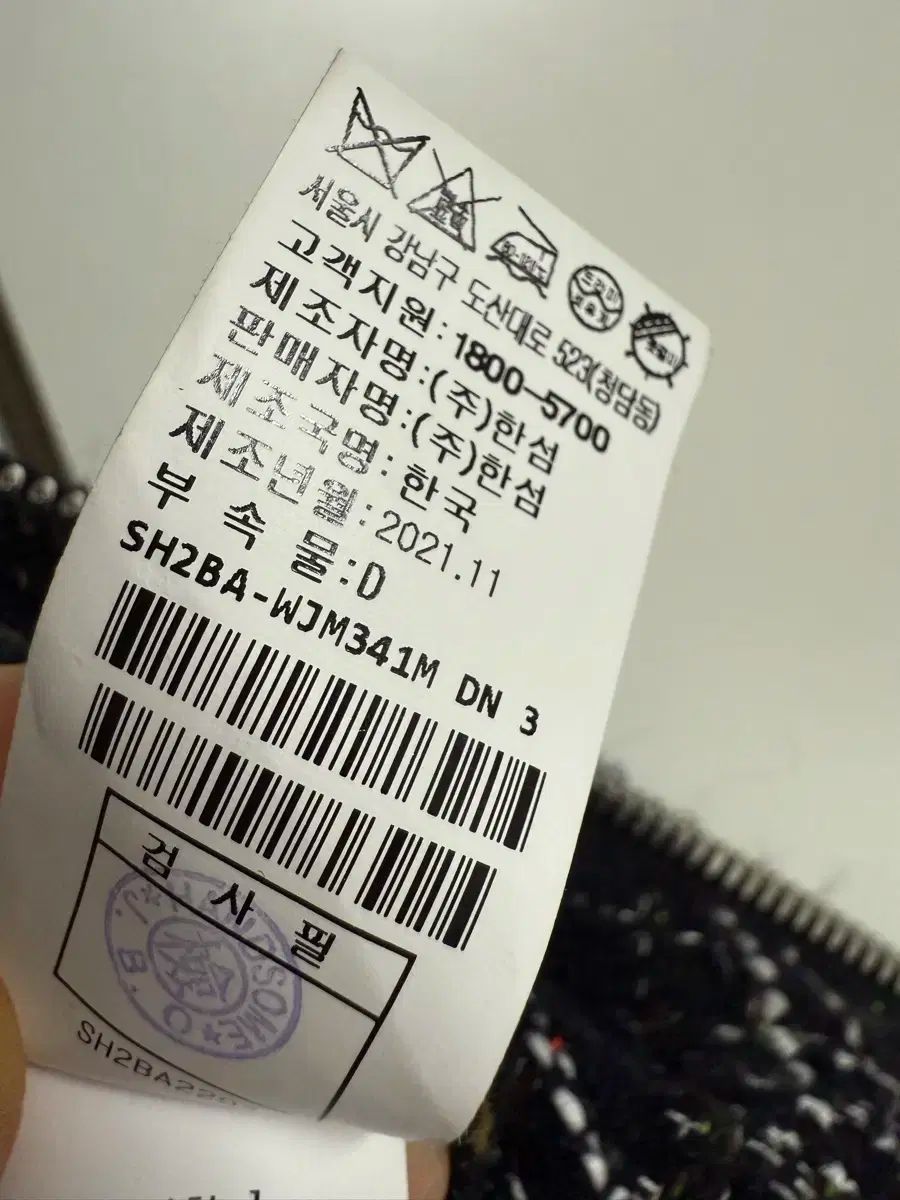 서울시 강남구 도산대로 523(청담동)
고객지원: 1800-5700
제조자명:(주)한섬
판매자명:(주)한섬
제조국명: 한국
제조년월:2021.11
부 속 물:D
SH2BA-WJM341M DN 3
검 사 필
HANDSOME
J. B. O
SH2BA22